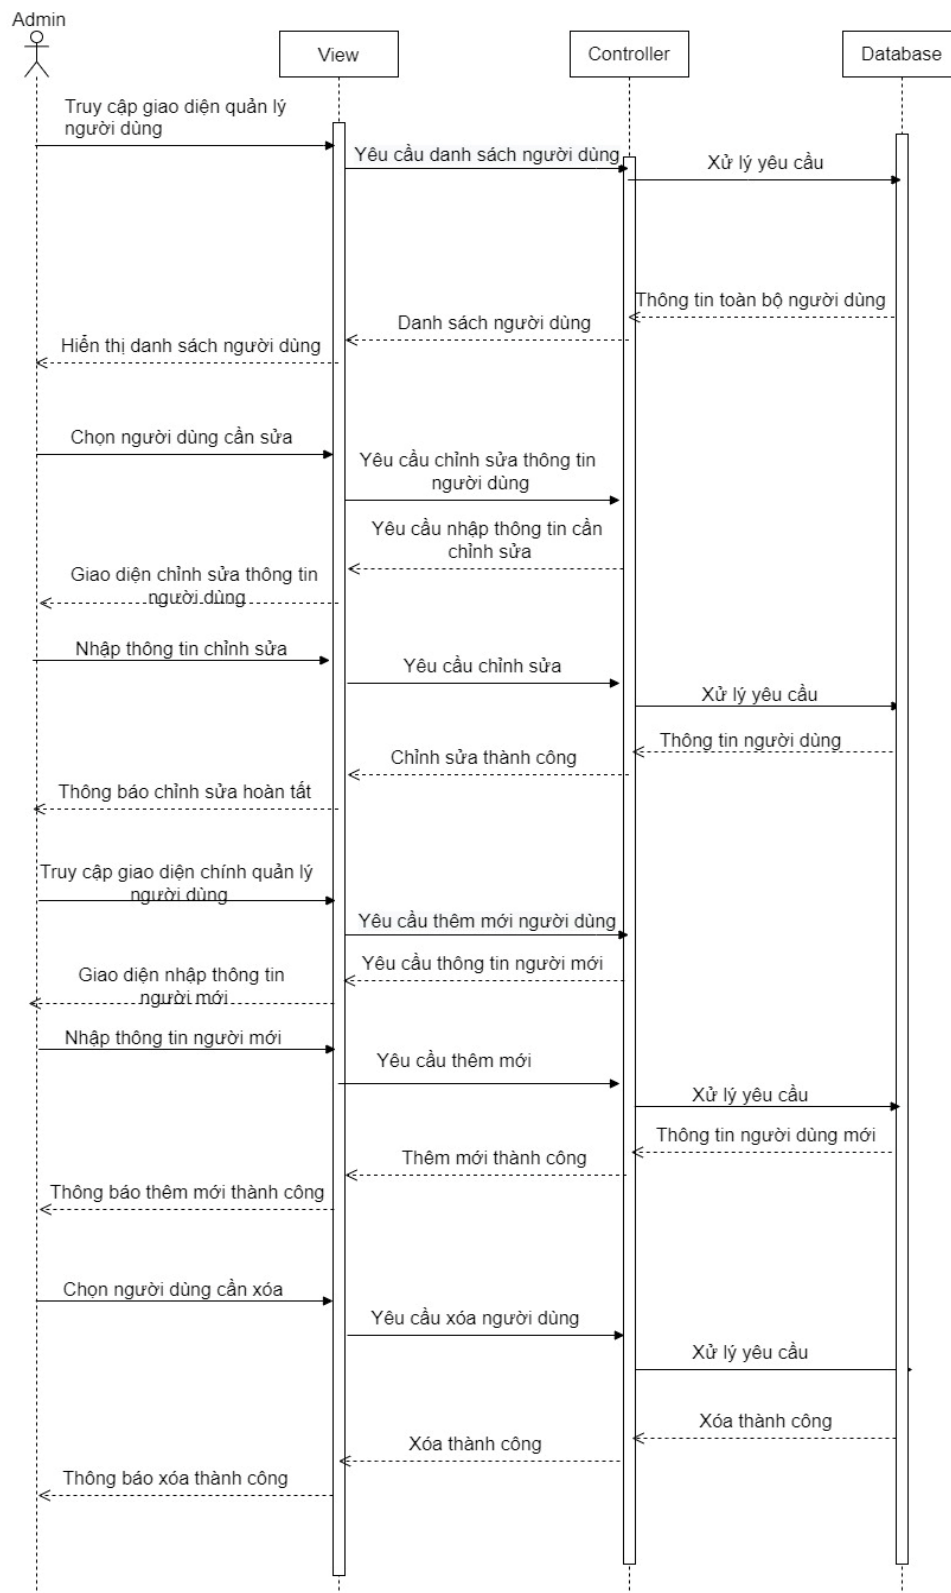 Admin
View
Controller
Database
Truy cập giao diện quản lý
người dùng
Yêu cầu danh sách người dùng
Xử lý yêu cầu
Thông tin toàn bộ người dùng
Danh sách người dùng
Hiển thị danh sách người dùng
Chọn người dùng cần sửa
Yêu cầu chỉnh sửa thông tin
người dùng
Yêu cầu nhập thông tin cần
chỉnh sửa
Giao diện chỉnh sửa thông tin
người dùng
Nhập thông tin chỉnh sửa
Yêu cầu chỉnh sửa
Xử lý yêu cầu
Thông tin người dùng
Chỉnh sửa thành công
Thông báo chỉnh sửa hoàn tất
Truy cập giao diện chính quản lý
người dùng
Yêu cầu thêm mới người dùng
Yêu cầu thông tin người mới
Giao diện nhập thông tin
người mới
Nhập thông tin người mới
Yêu cầu thêm mới
Xử lý yêu cầu
Thông tin người dùng mới
Thêm mới thành công
Thông báo thêm mới thành công
Chọn người dùng cần xóa
Yêu cầu xóa người dùng
Xử lý yêu cầu
Xóa thành công
Xóa thành công
Thông báo xóa thành công